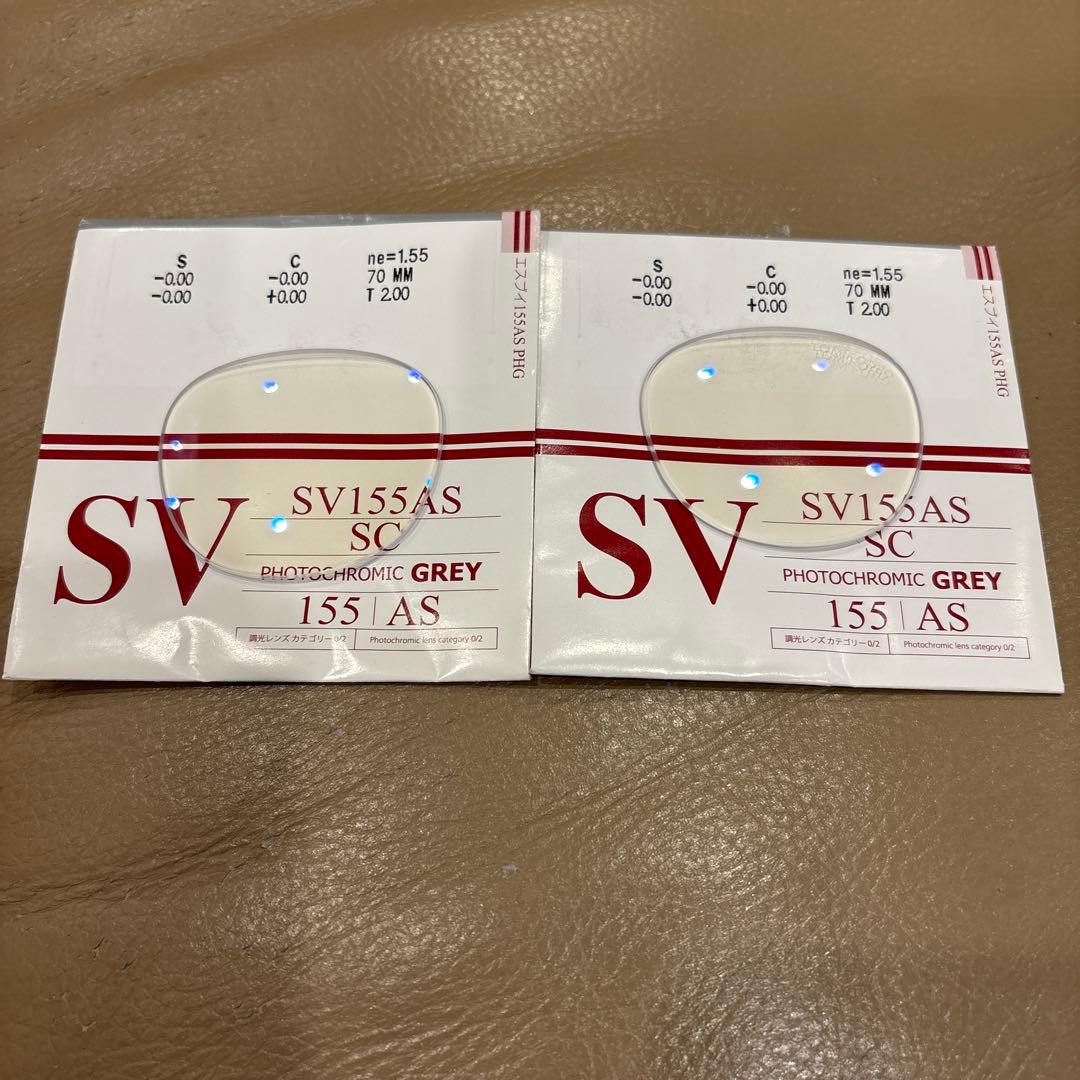 S C ne=1.55
-0.00 -0.00 70 MM
-0.00 +0.00 T 2.00
エスブイ155AS PHG
SV
SV155AS
SC
PHOTOCHROMIC GREY
155 | AS
調光レンズ カテゴリー 0/2 Photochromic lens category 0/2
S C ne=1.55
-0.00 -0.00 70 MM
-0.00 +0.00 T 2.00
エスブイ155AS PHG
SV
SV155AS
SC
PHOTOCHROMIC GREY
155 | AS
調光レンズ カテゴリー 0/2 Photochromic lens category 0/2